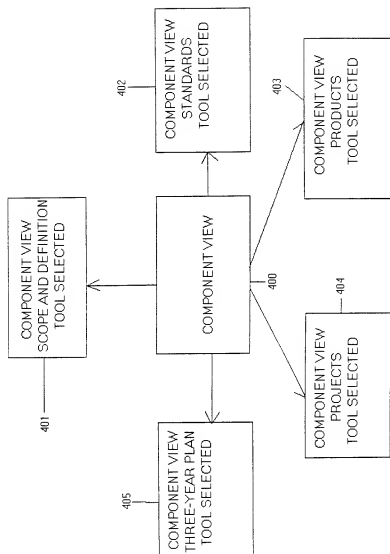 COMPONENT VIEW
SCOPE AND DEFINITION
TOOL SELECTED
401
COMPONENT VIEW
STANDARDS
TOOL SELECTED
402
COMPONENT VIEW
THREE-YEAR PLAN
TOOL SELECTED
405
COMPONENT VIEW
400
COMPONENT VIEW
PROJECTS
TOOL SELECTED
404
COMPONENT VIEW
PRODUCTS
TOOL SELECTED
403